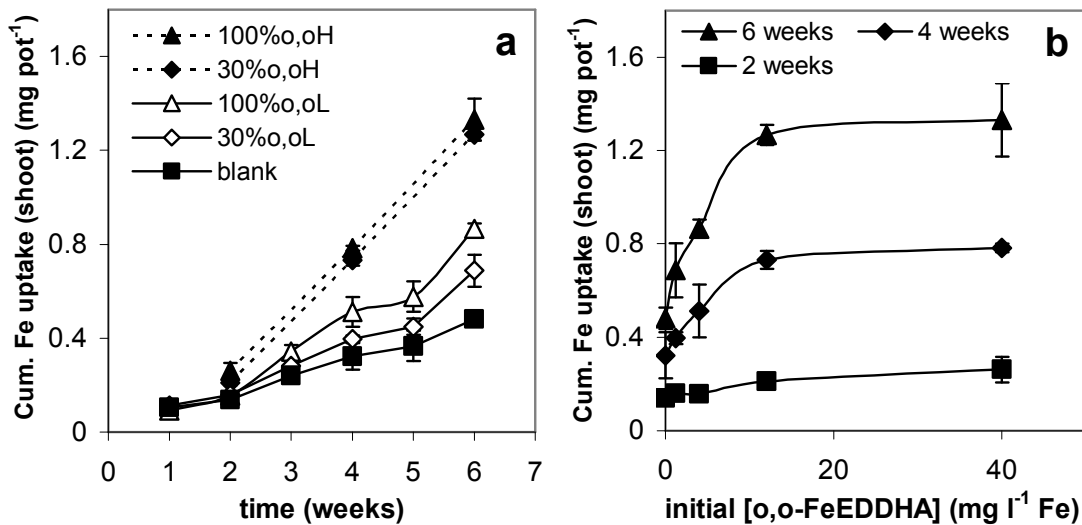 a
100%o,oH
30%o,oH
100%o,oL
30%o,oL
blank
Cum. Fe uptake (shoot) (mg pot⁻¹)
1.6
1.2
0.8
0.4
0
0 1 2 3 4 5 6 7
time (weeks)
b
6 weeks 4 weeks
2 weeks
Cum. Fe uptake (shoot) (mg pot⁻¹)
1.6
1.2
0.8
0.4
0
0 20 40
initial [o,o-FeEDDHA] (mg l⁻¹ Fe)